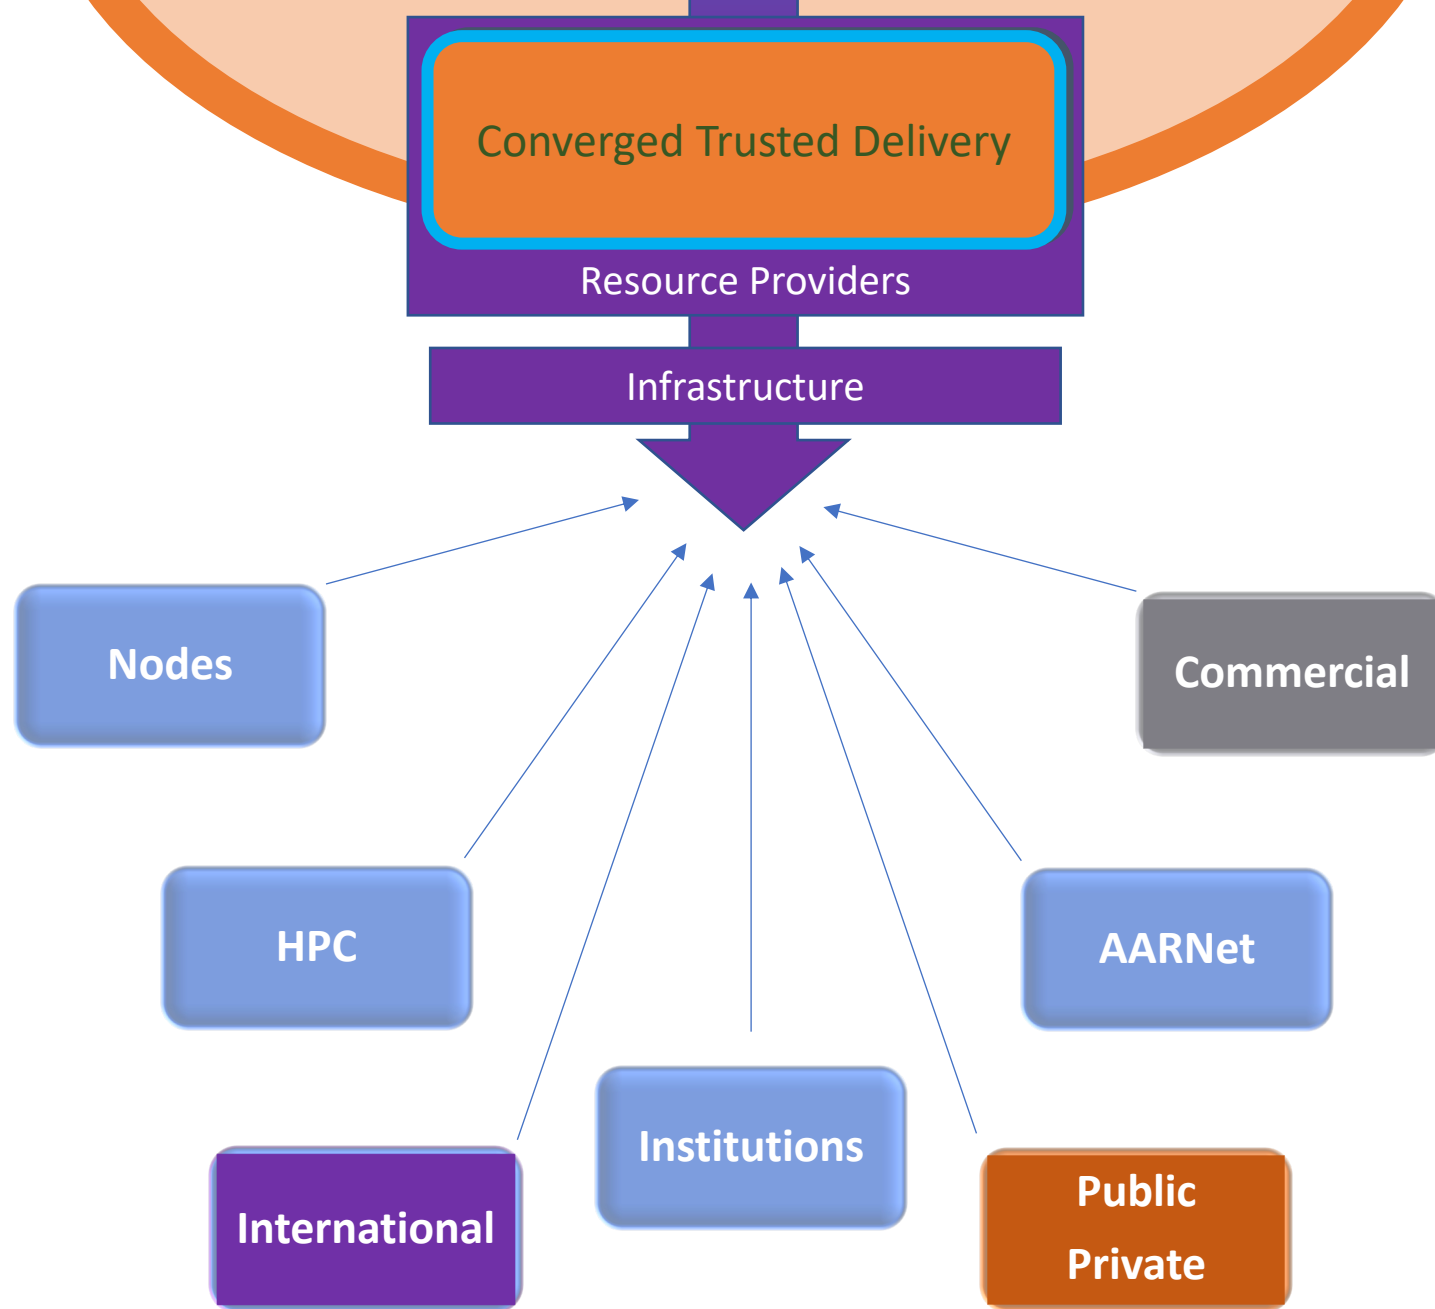 Converged Trusted Delivery
Resource Providers
Infrastructure
Nodes
Commercial
HPC
AARNet
Institutions
International
Public
Private